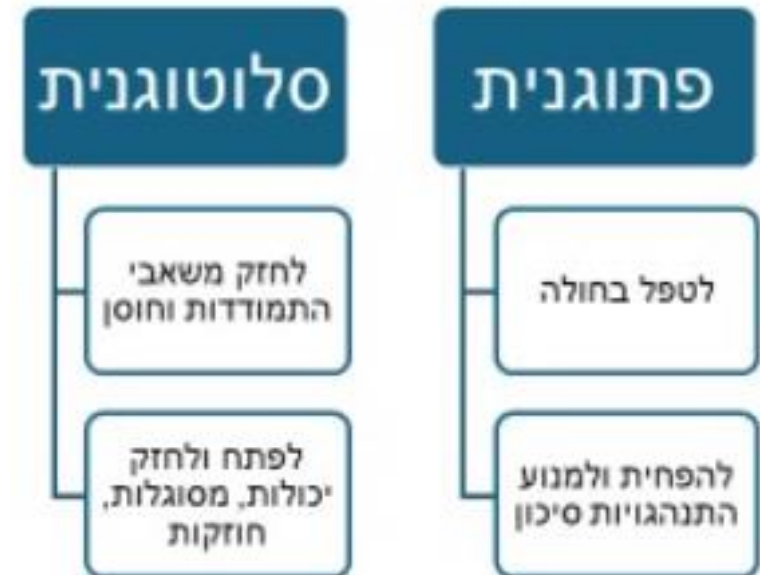 פתוגנית
לטפל בחולה
להפחית ולמנוע
התנהגויות סיכון
סלוטוגנית
לחזק משאבי
התמודדות וחוסן
לפתח ולחזק
יכולות, מסוגלות,
חוזקות